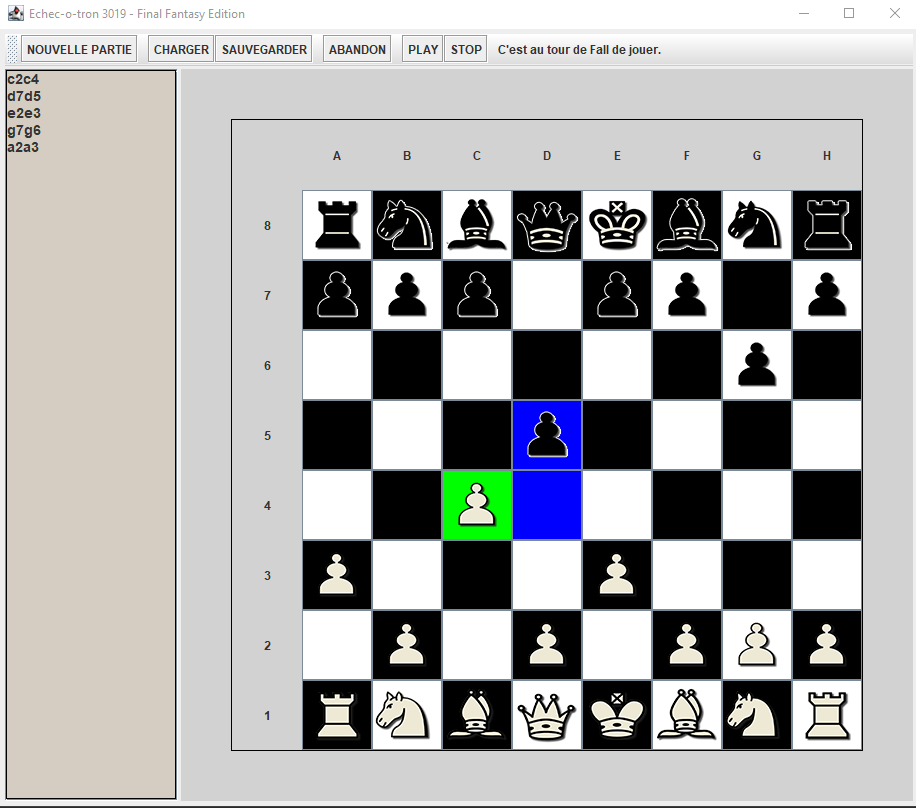 Echec-o-tron 3019 - Final Fantasy Edition
NOUVELLE PARTIE CHARGER SAUVEGARDER ABANDON PLAY STOP C'est au tour de Fall de jouer.
c2c4
d7d5
e2e3
g7g6
a2a3
A B C D E F G H
8
7
6
5
4
3
2
1